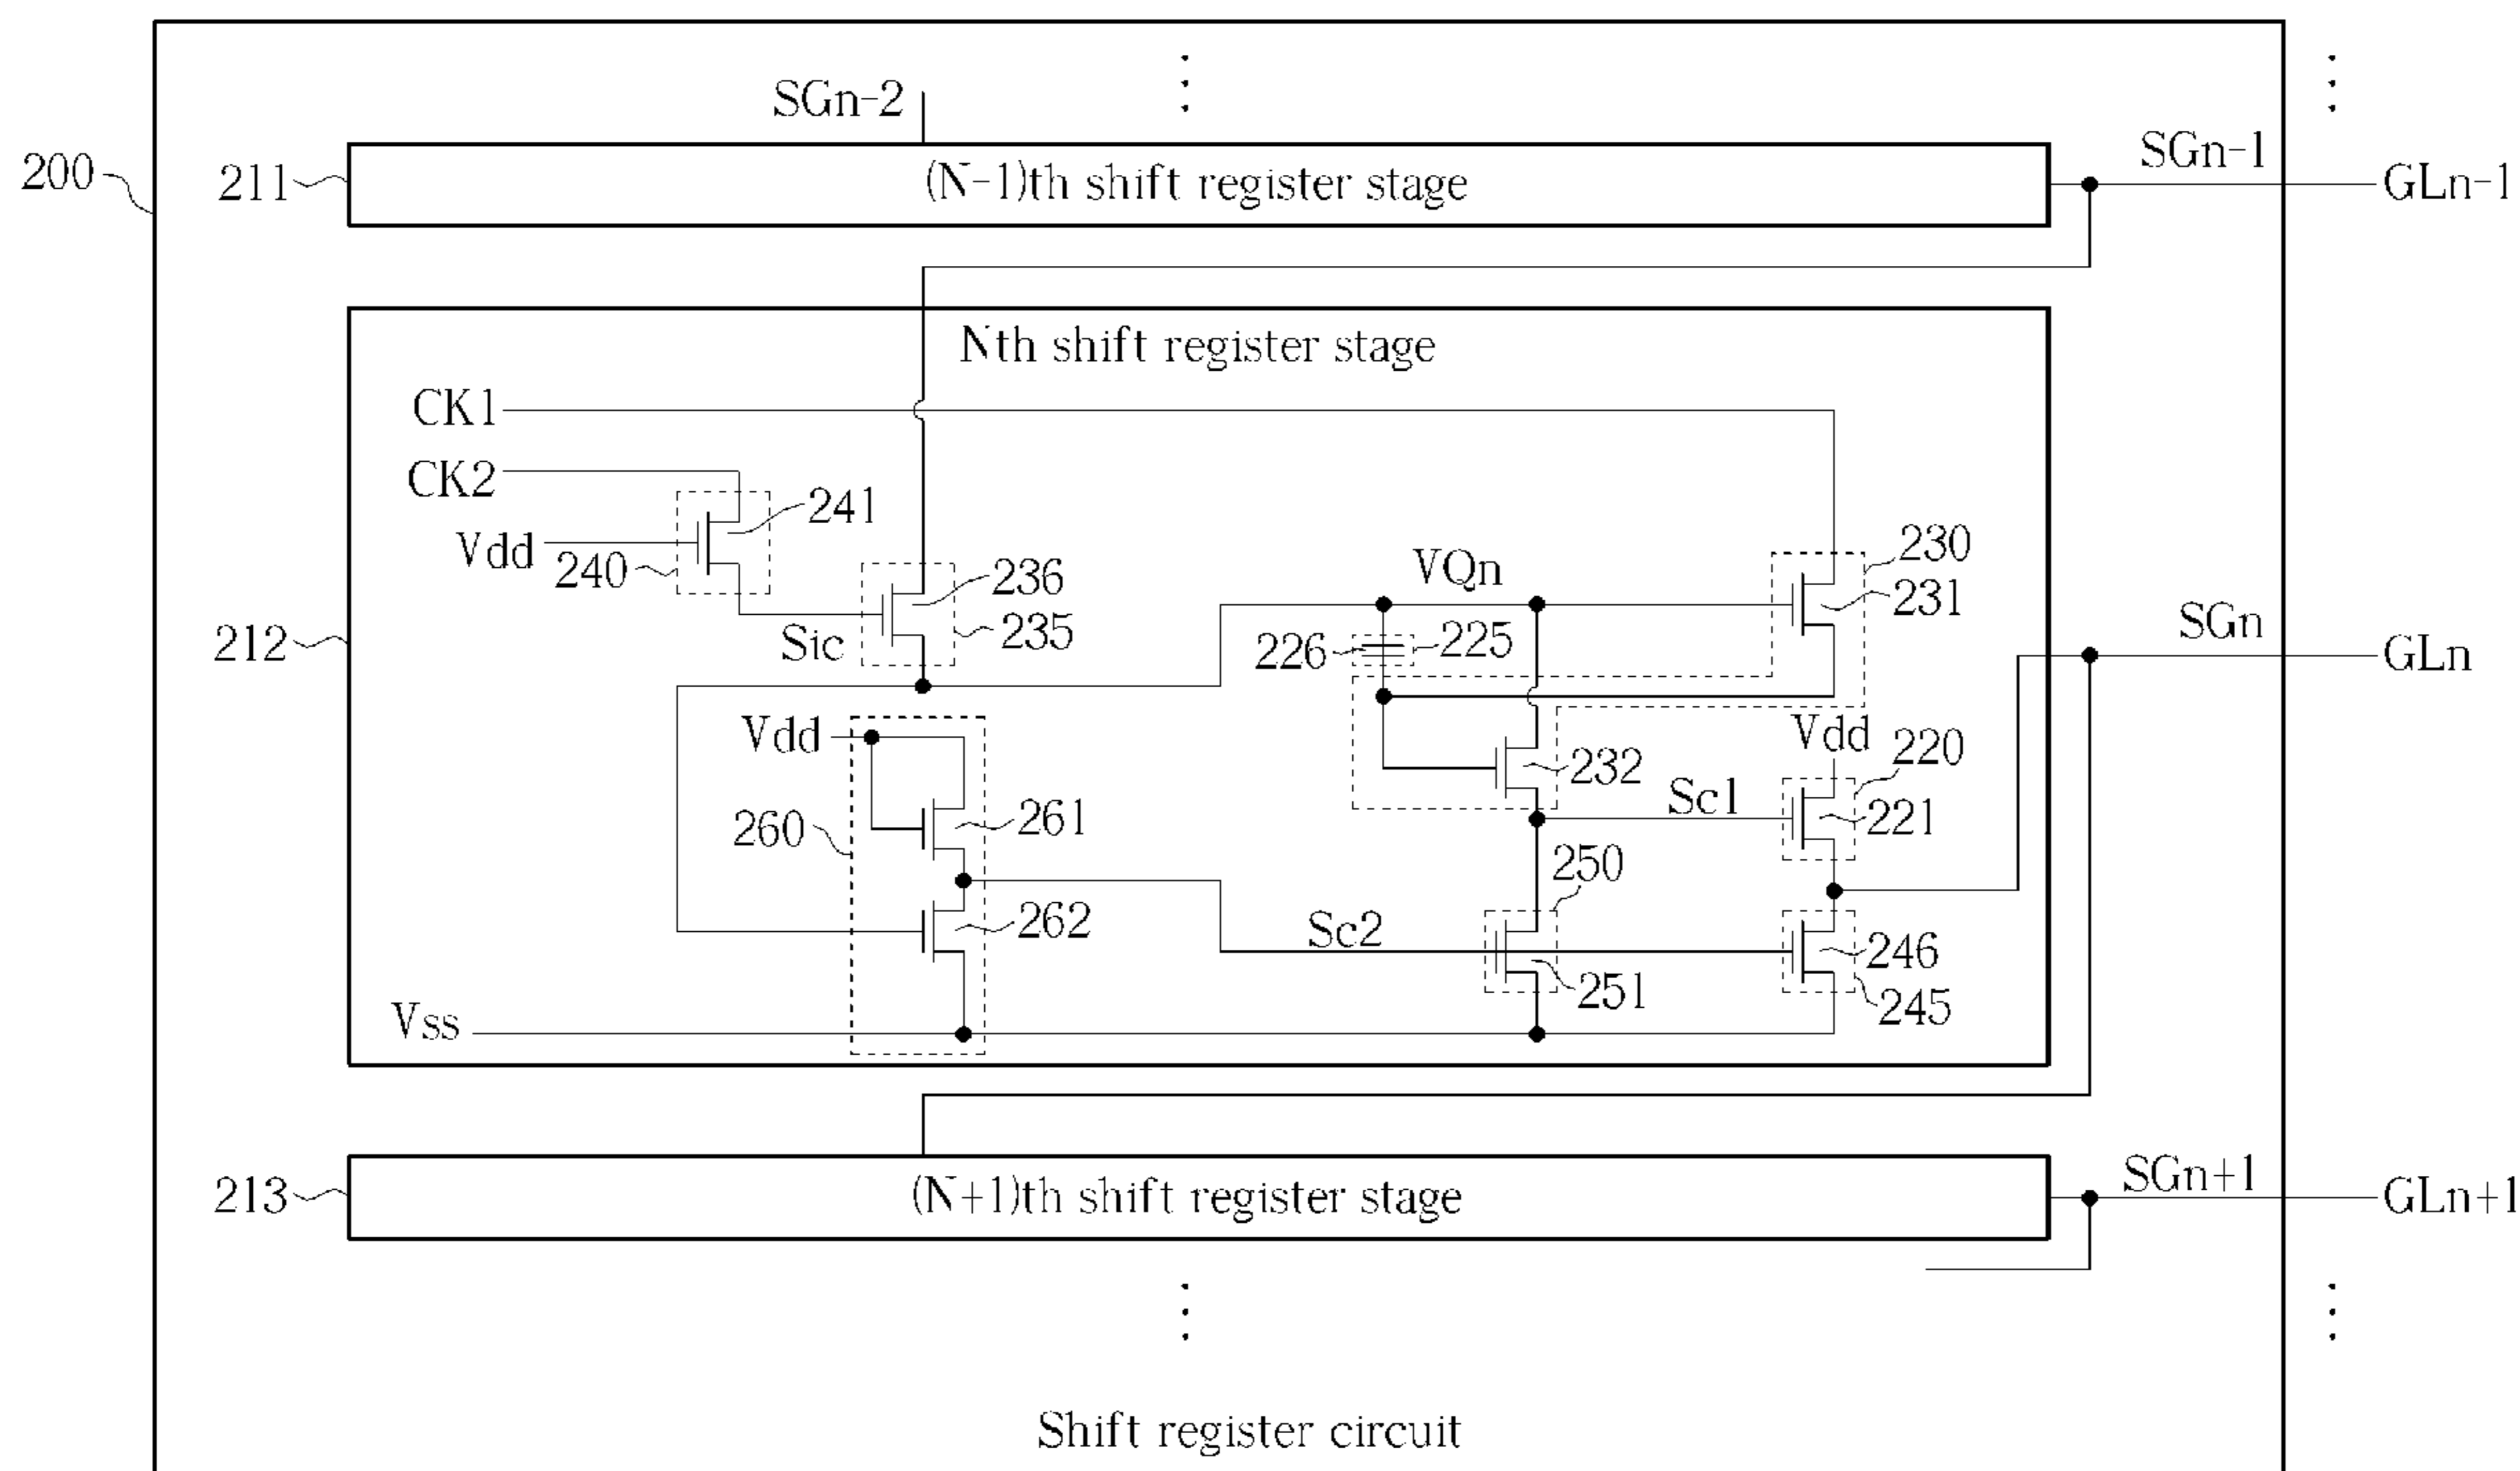 SGn-2
200
211
(N-1)th shift register stage
SGn-1
GLn-1
Nth shift register stage
CK1
CK2
241
Vdd
240
236
235
Sic
212
VQn
230
231
226
225
SGn
GLn
Vdd
232
Vdd
220
Sc1
221
260
261
250
262
Sc2
246
251
245
Vss
213
(N+1)th shift register stage
SGn+1
GLn+1
Shift register circuit